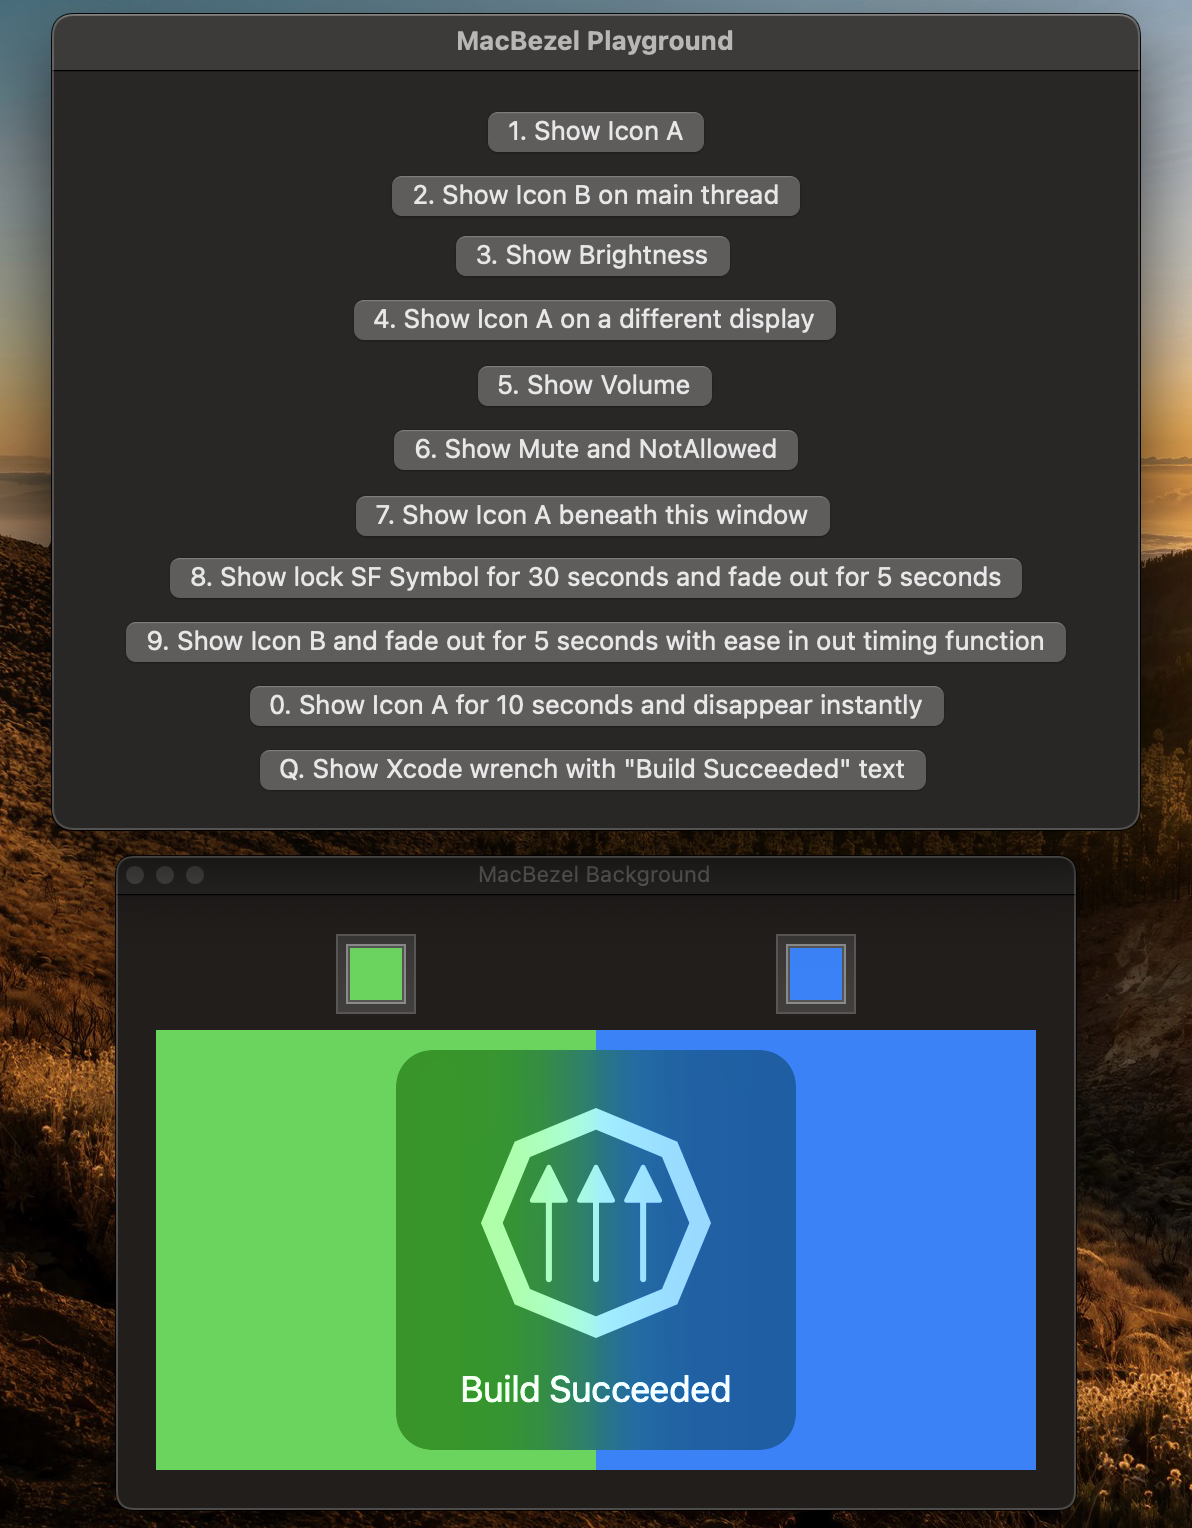 MacBezel Playground
1. Show Icon A
2. Show Icon B on main thread
3. Show Brightness
4. Show Icon A on a different display
5. Show Volume
6. Show Mute and NotAllowed
7. Show Icon A beneath this window
8. Show lock SF Symbol for 30 seconds and fade out for 5 seconds
9. Show Icon B and fade out for 5 seconds with ease in out timing function
0. Show Icon A for 10 seconds and disappear instantly
Q. Show Xcode wrench with "Build Succeeded" text
MacBezel Background
Build Succeeded